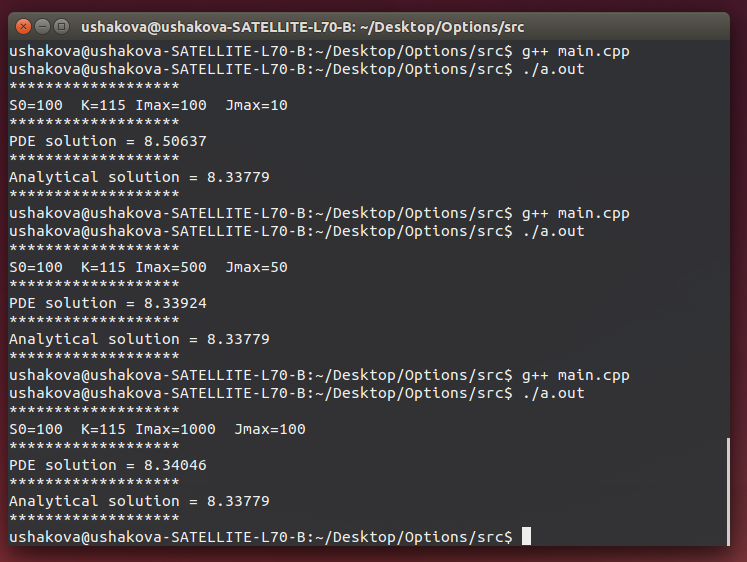 ushakova@ushakova-SATELLITE-L70-B: ~/Desktop/Options/src
ushakova@ushakova-SATELLITE-L70-B:~/Desktop/Options/src$ g++ main.cpp
ushakova@ushakova-SATELLITE-L70-B:~/Desktop/Options/src$ ./a.out
*******************
S0=100  K=115 Imax=100  Jmax=10
*******************
PDE solution = 8.50637
*******************
Analytical solution = 8.33779
*******************
ushakova@ushakova-SATELLITE-L70-B:~/Desktop/Options/src$ g++ main.cpp
ushakova@ushakova-SATELLITE-L70-B:~/Desktop/Options/src$ ./a.out
*******************
S0=100  K=115 Imax=500  Jmax=50
*******************
PDE solution = 8.33924
*******************
Analytical solution = 8.33779
*******************
ushakova@ushakova-SATELLITE-L70-B:~/Desktop/Options/src$ g++ main.cpp
ushakova@ushakova-SATELLITE-L70-B:~/Desktop/Options/src$ ./a.out
*******************
S0=100  K=115 Imax=1000  Jmax=100
*******************
PDE solution = 8.34046
*******************
Analytical solution = 8.33779
*******************
ushakova@ushakova-SATELLITE-L70-B:~/Desktop/Options/src$